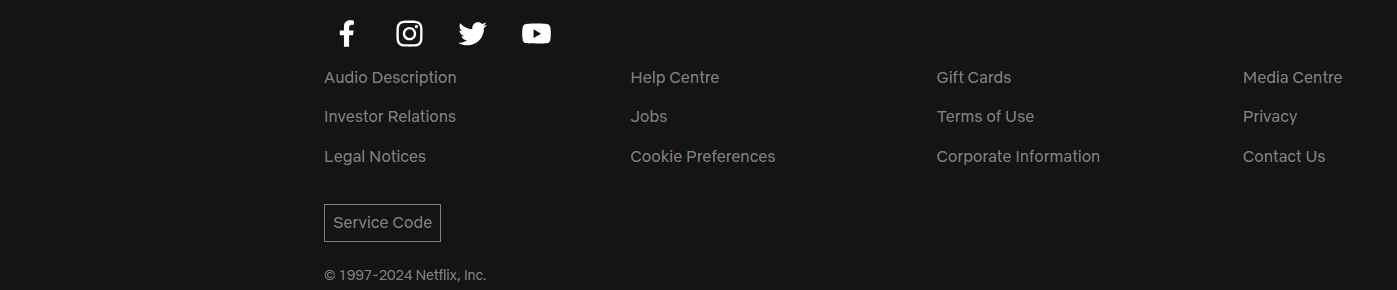 Audio Description Help Centre Gift Cards Media Centre
Investor Relations Jobs Terms of Use Privacy
Legal Notices Cookie Preferences Corporate Information Contact Us
Service Code
© 1997-2024 Netflix, Inc.